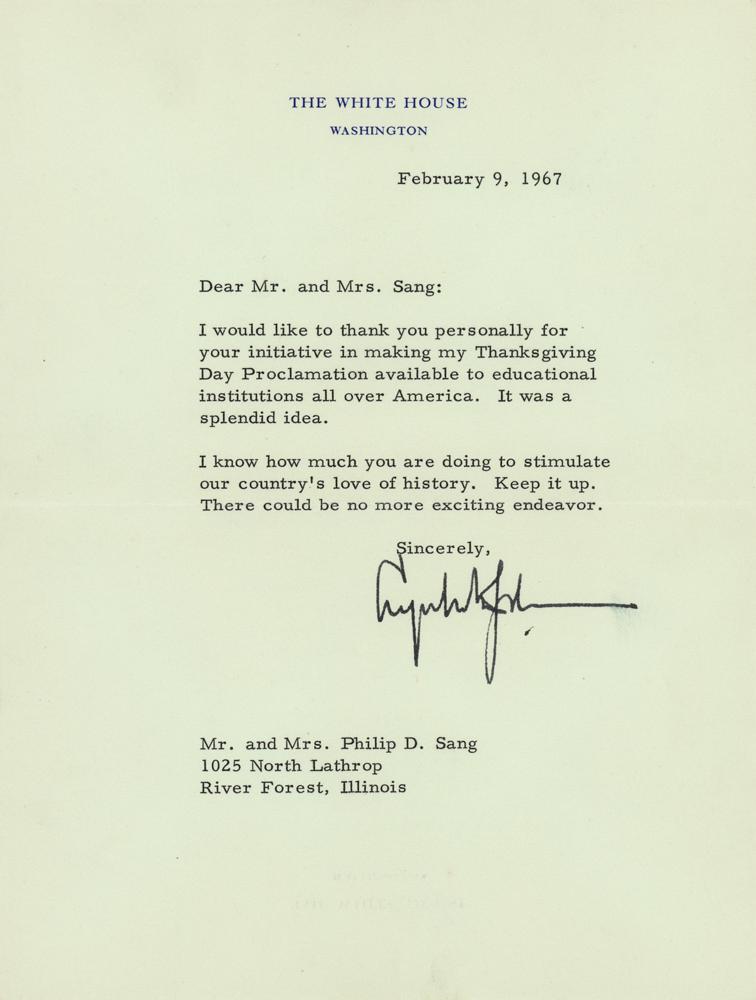 THE WHITE HOUSE
WASHINGTON
February 9, 1967
Dear Mr. and Mrs. Sang:
I would like to thank you personally for
your initiative in making my Thanksgiving
Day Proclamation available to educational
institutions all over America. It was a
splendid idea.
I know how much you are doing to stimulate
our country's love of history. Keep it up.
There could be no more exciting endeavor.
Sincerely,
Mr. and Mrs. Philip D. Sang
1025 North Lathrop
River Forest, Illinois